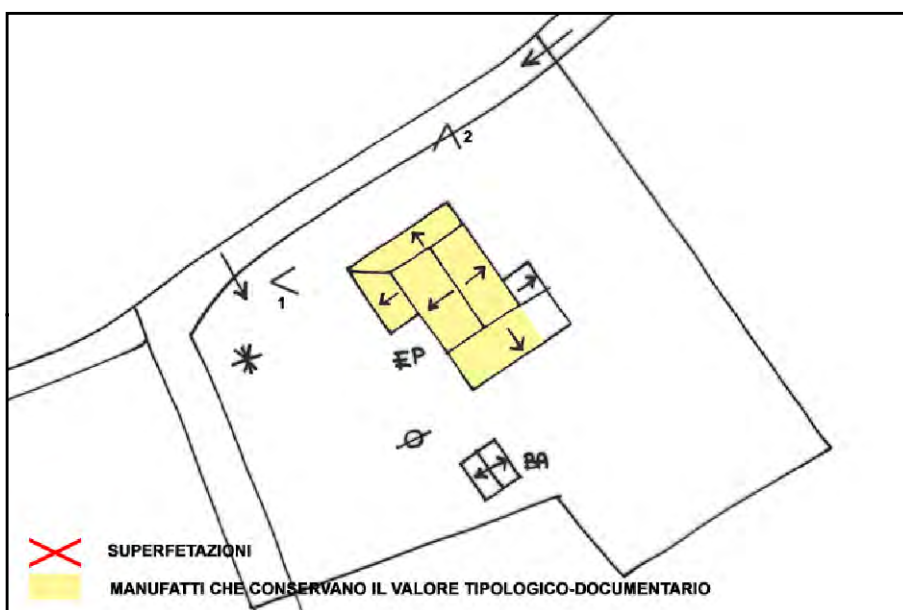 2
1
EP
BA
SUPERFETAZIONI
MANUFATTI CHE CONSERVANO IL VALORE TIPOLOGICO-DOCUMENTARIO